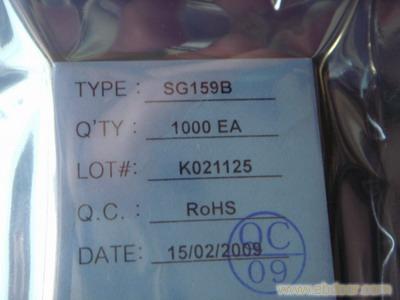 TYPE: SG159B
Q'TY: 1000 EA
LOT#: K021125
Q.C.: RoHS
DATE: 15/02/2009
QC
09